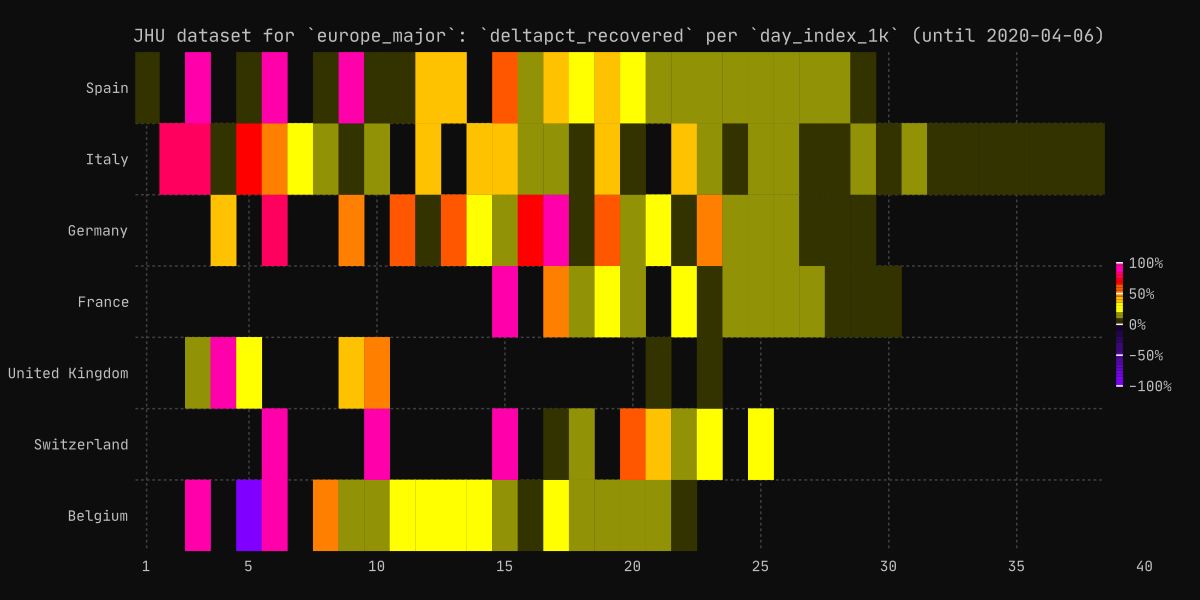 JHU dataset for `europe_major`: `deltapct_recovered` per `day_index_1k` (until 2020-04-06)
Spain
Italy
Germany
France
United Kingdom
Switzerland
Belgium
100%
50%
0%
−50%
−100%
1 5 10 15 20 25 30 35 40